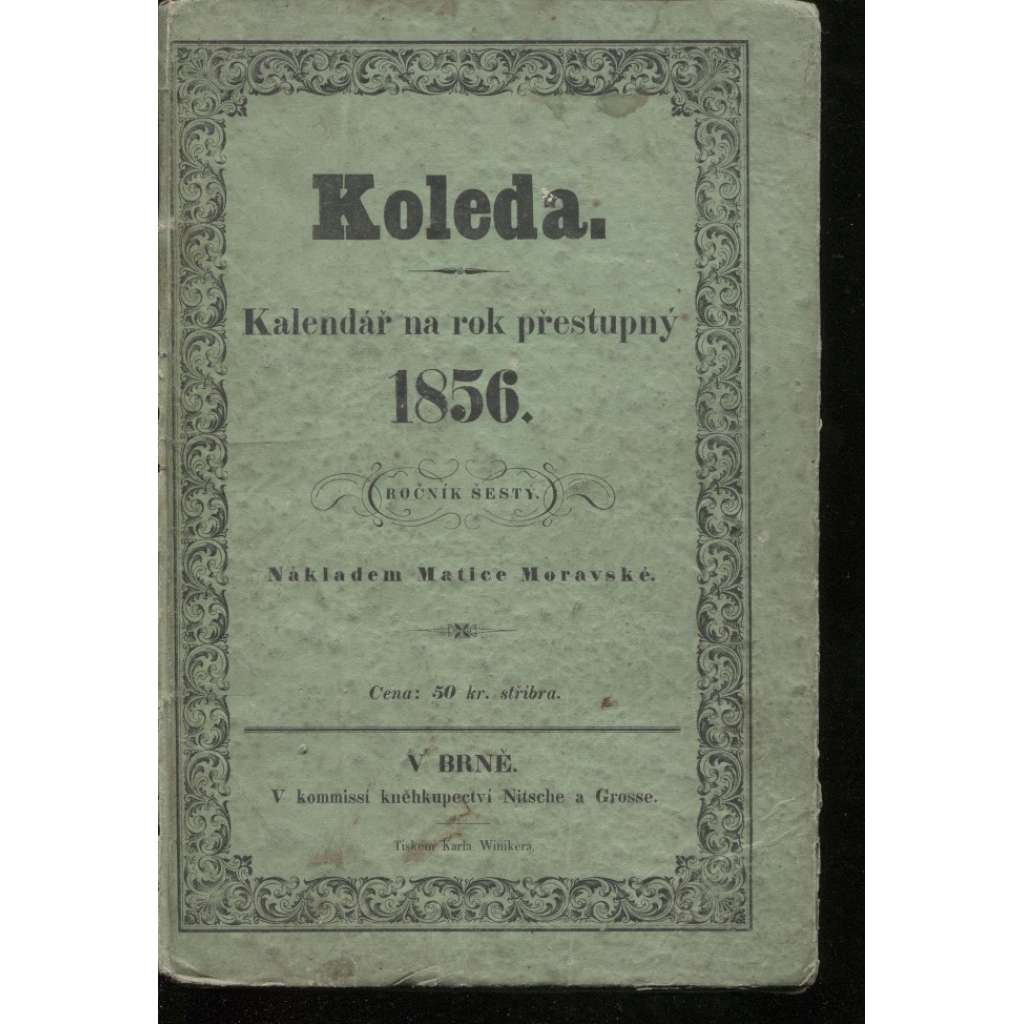 Koleda.
Kalendář na rok přestupný
1856.
ROČNÍK ŠESTÝ.
Nákladem Matice Moravské.
Cena: 50 kr. stříbra.
V BRNĚ.
V kommissí kněhkupectví Nitsche a Grosse.
Tiskem Karla Winikera.